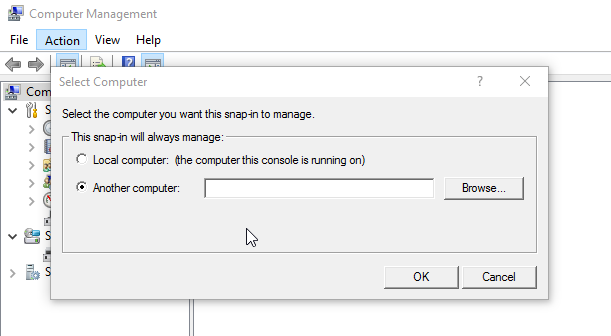 Computer Management
File Action View Help
Select Computer
Select the computer you want this snap-in to manage.
This snap-in will always manage:
Local computer: (the computer this console is running on)
Another computer:
Browse...
OK
Cancel